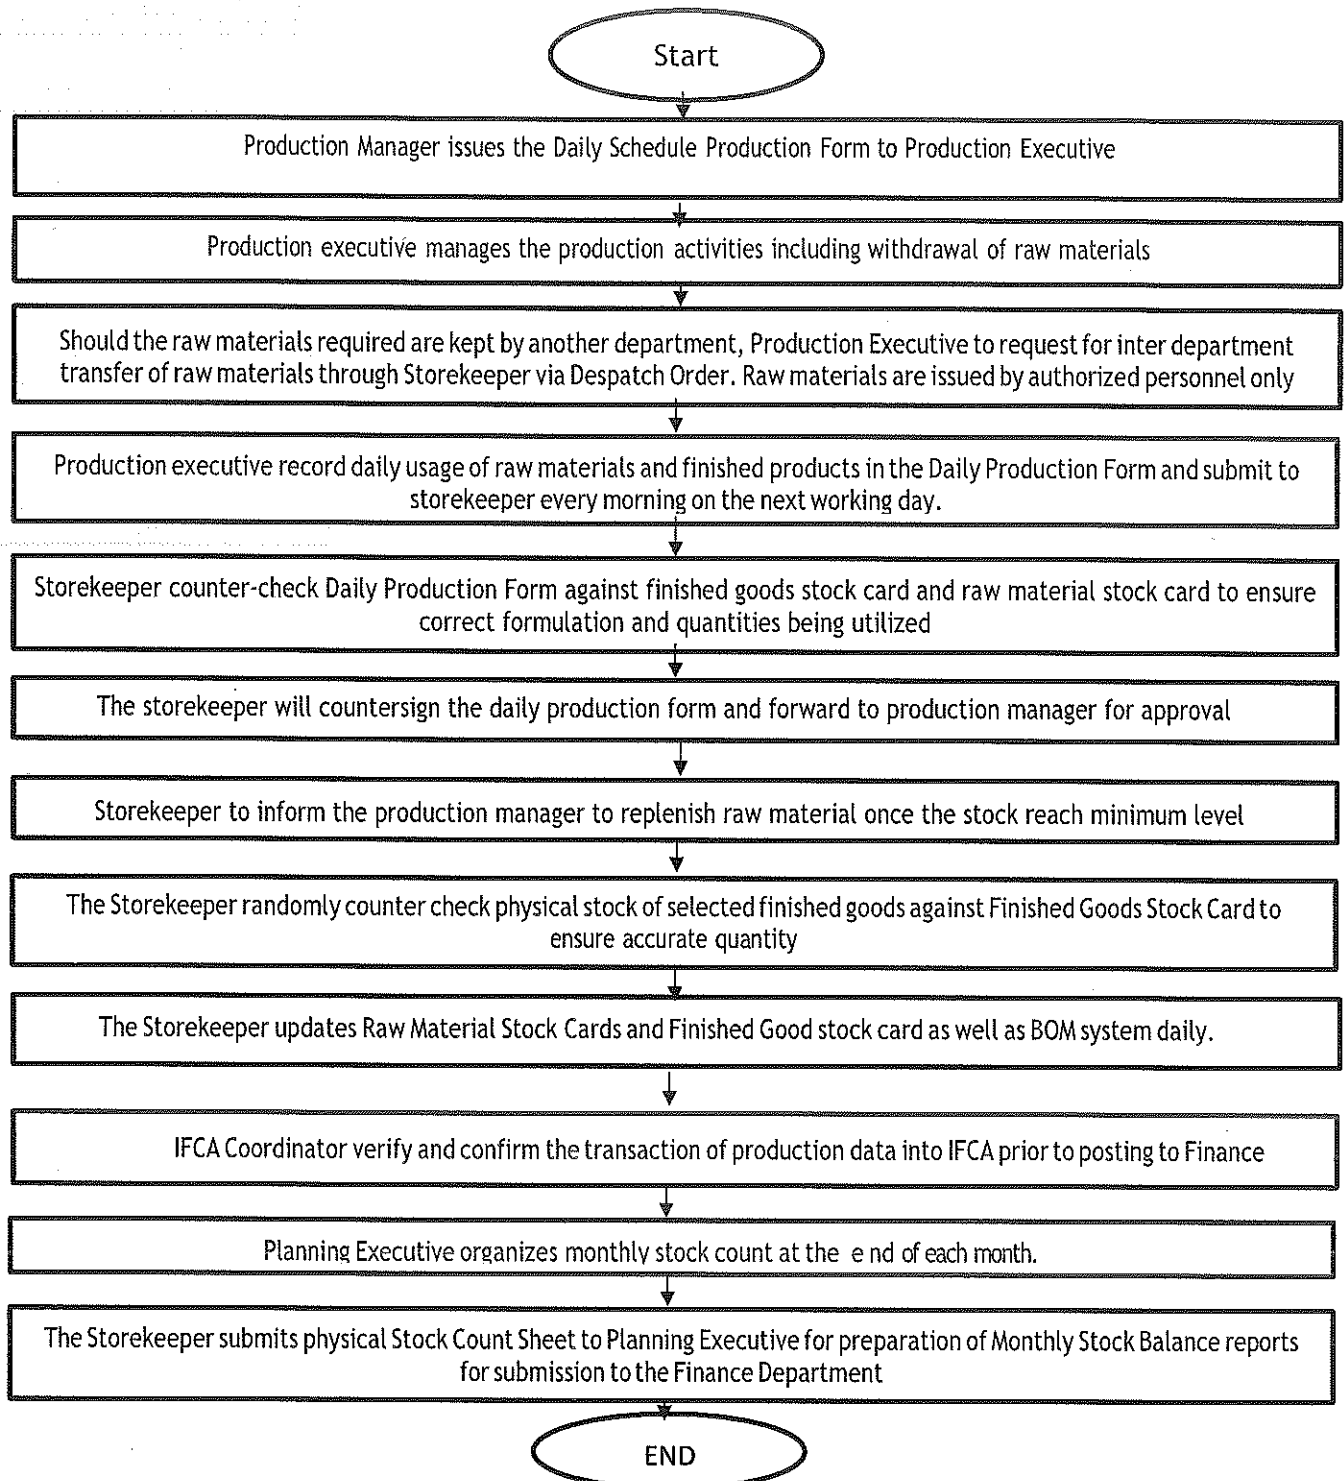 Start
Production Manager issues the Daily Schedule Production Form to Production Executive
Production executive manages the production activities including withdrawal of raw materials
Should the raw materials required are kept by another department, Production Executive to request for inter department
transfer of raw materials through Storekeeper via Despatch Order. Raw materials are issued by authorized personnel only
Production executive record daily usage of raw materials and finished products in the Daily Production Form and submit to
storekeeper every morning on the next working day.
Storekeeper counter-check Daily Production Form against finished goods stock card and raw material stock card to ensure
correct formulation and quantities being utilized
The storekeeper will countersign the daily production form and forward to production manager for approval
Storekeeper to inform the production manager to replenish raw material once the stock reach minimum level
The Storekeeper randomly counter check physical stock of selected finished goods against Finished Goods Stock Card to
ensure accurate quantity
The Storekeeper updates Raw Material Stock Cards and Finished Good stock card as well as BOM system daily.
IFCA Coordinator verify and confirm the transaction of production data into IFCA prior to posting to Finance
Planning Executive organizes monthly stock count at the e nd of each month.
The Storekeeper submits physical Stock Count Sheet to Planning Executive for preparation of Monthly Stock Balance reports
for submission to the Finance Department
END